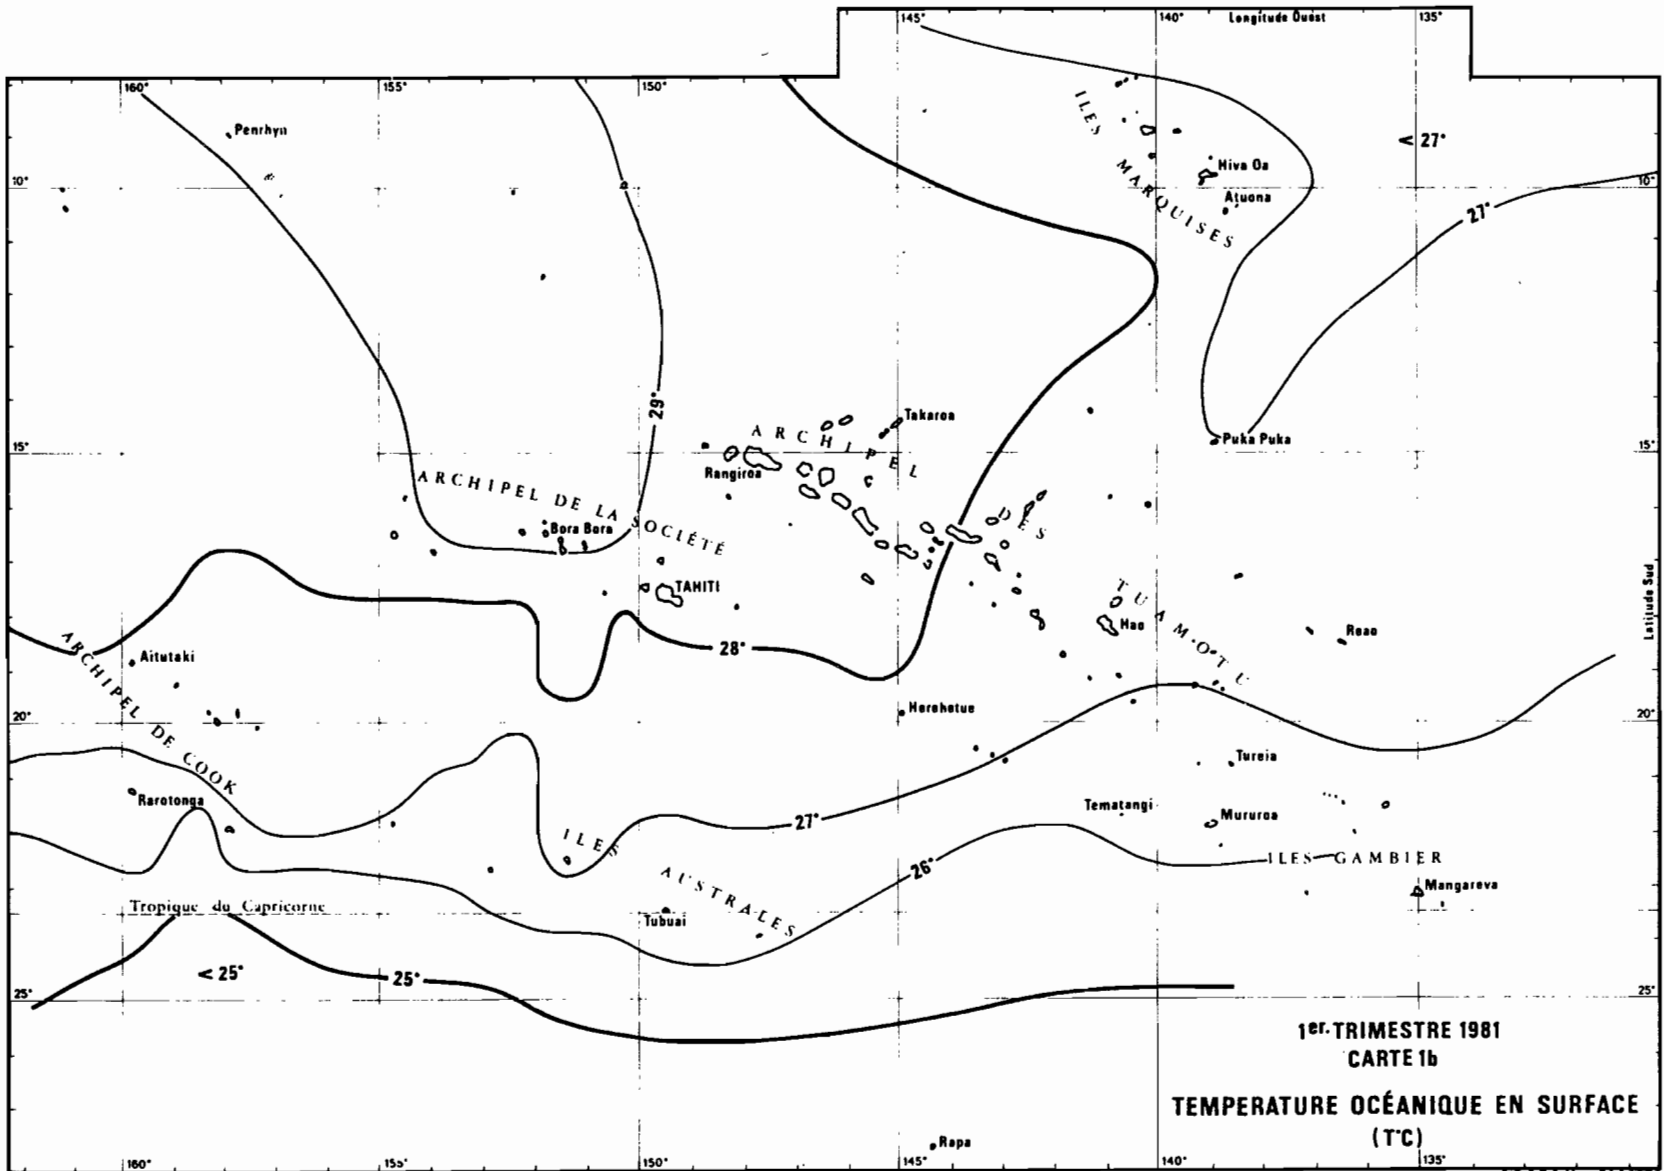 145° 140° Longitude Ouest 135°
160° 155° 150°
Penrhyn
ILES MARQUISES
< 27°
Hiva Oa
Atuona
10° 10°
27°
29°
Takaroa
ARCHIPEL DES TUAMOTU
Puka Puka
15° 15°
Rangiroa
ARCHIPEL DE LA SOCIÉTÉ
Bora Bora
TAHITI
Latitude Sud
Hao
Reao
28°
ARCHIPEL DE COOK
Aitutaki
Herehetue
20° 20°
Tureia
Rarotonga
Tematangi
Mururoa
27°
ILES AUSTRALES
26°
ILES GAMBIER
Mangareva
Tropique du Capricorne
Tubuai
< 25°
25°
25° 25°
1er. TRIMESTRE 1981
CARTE 1b
TEMPERATURE OCÉANIQUE EN SURFACE
(T°C)
Rapa
160° 155° 150° 145° 140° 135°